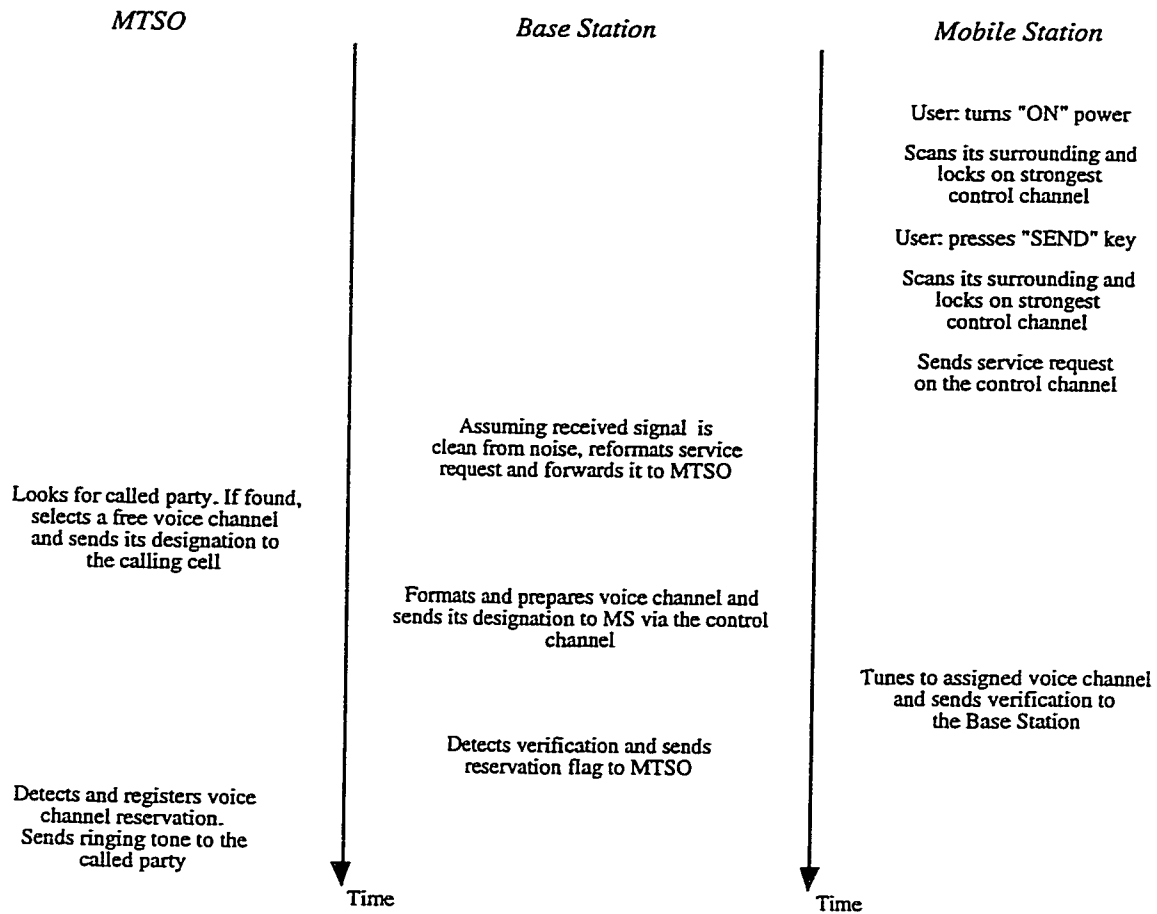 MTSO
Base Station
Mobile Station
User: turns "ON" power
Scans its surrounding and
locks on strongest
control channel
User: presses "SEND" key
Scans its surrounding and
locks on strongest
control channel
Sends service request
on the control channel
Assuming received signal is
clean from noise, reformats service
request and forwards it to MTSO
Looks for called party. If found,
selects a free voice channel
and sends its designation to
the calling cell
Formats and prepares voice channel and
sends its designation to MS via the control
channel
Tunes to assigned voice channel
and sends verification to
the Base Station
Detects verification and sends
reservation flag to MTSO
Detects and registers voice
channel reservation.
Sends ringing tone to the
called party
Time
Time